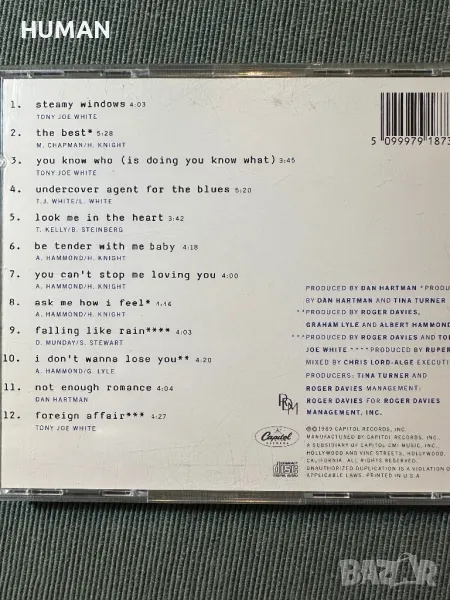 HUMAN
1. steamy windows 4:03
TONY JOE WHITE
2. the best* 5:28
M. CHAPMAN/H. KNIGHT
3. you know who (is doing you know what) 3:45
TONY JOE WHITE
4. undercover agent for the blues 5:20
T.J. WHITE/L. WHITE
5. look me in the heart 3:42
T. KELLY/B. STEINBERG
6. be tender with me baby 4:18
A. HAMMOND/H. KNIGHT
7. you can't stop me loving you 4:00
A. HAMMOND/H. KNIGHT
8. ask me how i feel*
A. HAMMOND/H. KNIGHT
9. falling like rain**** 4:03
D. MUNDAY/S. STEWART
10. i don't wanna lose you** 4:20
A. HAMMOND/G. LYLE
11. not enough romance 4:04
DAN HARTMAN
12. foreign affair*** 4:27
TONY JOE WHITE
5 099979 1873
PRODUCED BY DAN HARTMAN
BY DAN HARTMAN AND TINA TURNER
**PRODUCED BY ROGER DAVIES,
GRAHAM LYLE AND ALBERT HAMMOND
***PRODUCED BY ROGER DAVIES AND
JOE WHITE ****PRODUCED BY
MIXED BY CHRIS LORD-ALGE
PRODUCERS: TINA TURNER AND
ROGER DAVIES MANAGEMENT:
ROGER DAVIES FOR ROGER DAVIES
MANAGEMENT, INC.
Capitol
RECORDS
COMPACT
disc
DIGITAL AUDIO
℗©1989 CAPITOL RECORDS, INC.
MANUFACTURED BY CAPITOL RECORDS, INC.,
A SUBSIDIARY OF CAPITOL-EMI MUSIC, INC.,
HOLLYWOOD AND VINE STREETS, HOLLYWOOD,
CALIFORNIA. ALL RIGHTS RESERVED.
UNAUTHORIZED DUPLICATION IS A VIOLATION OF
APPLICABLE LAWS. PRINTED IN U.S.A.
bazar